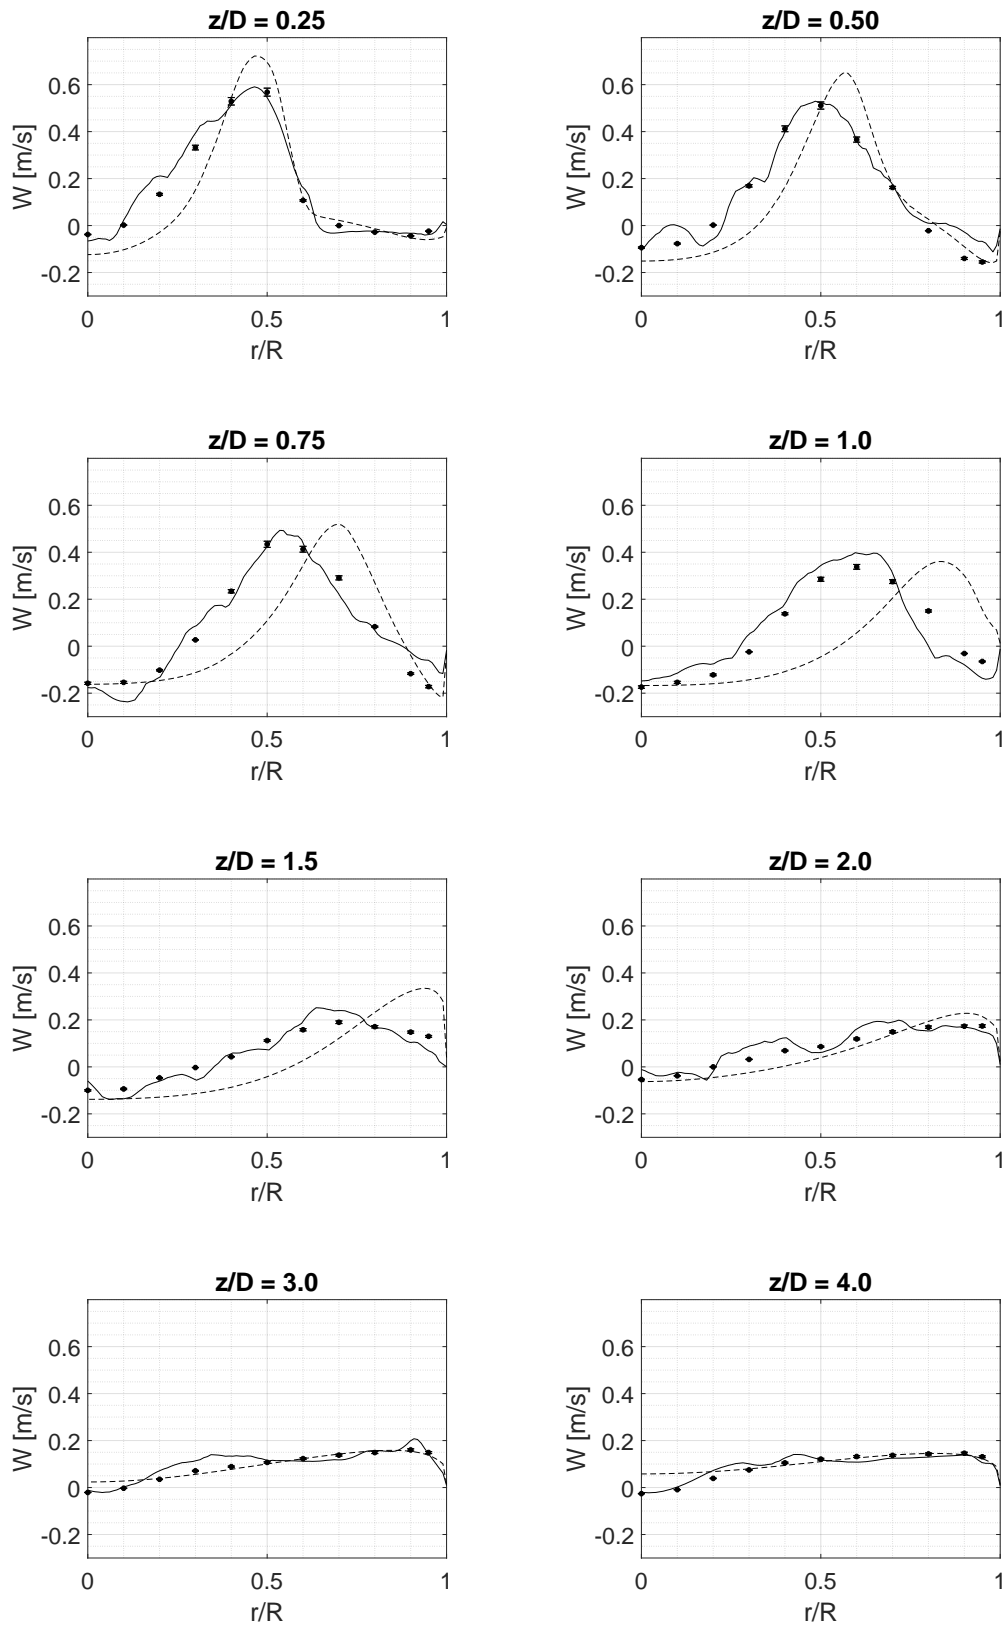 z/D = 0.25
W [m/s]
0.6
0.4
0.2
0
-0.2
0 0.5 1
r/R
z/D = 0.50
W [m/s]
0.6
0.4
0.2
0
-0.2
0 0.5 1
r/R
z/D = 0.75
W [m/s]
0.6
0.4
0.2
0
-0.2
0 0.5 1
r/R
z/D = 1.0
W [m/s]
0.6
0.4
0.2
0
-0.2
0 0.5 1
r/R
z/D = 1.5
W [m/s]
0.6
0.4
0.2
0
-0.2
0 0.5 1
r/R
z/D = 2.0
W [m/s]
0.6
0.4
0.2
0
-0.2
0 0.5 1
r/R
z/D = 3.0
W [m/s]
0.6
0.4
0.2
0
-0.2
0 0.5 1
r/R
z/D = 4.0
W [m/s]
0.6
0.4
0.2
0
-0.2
0 0.5 1
r/R